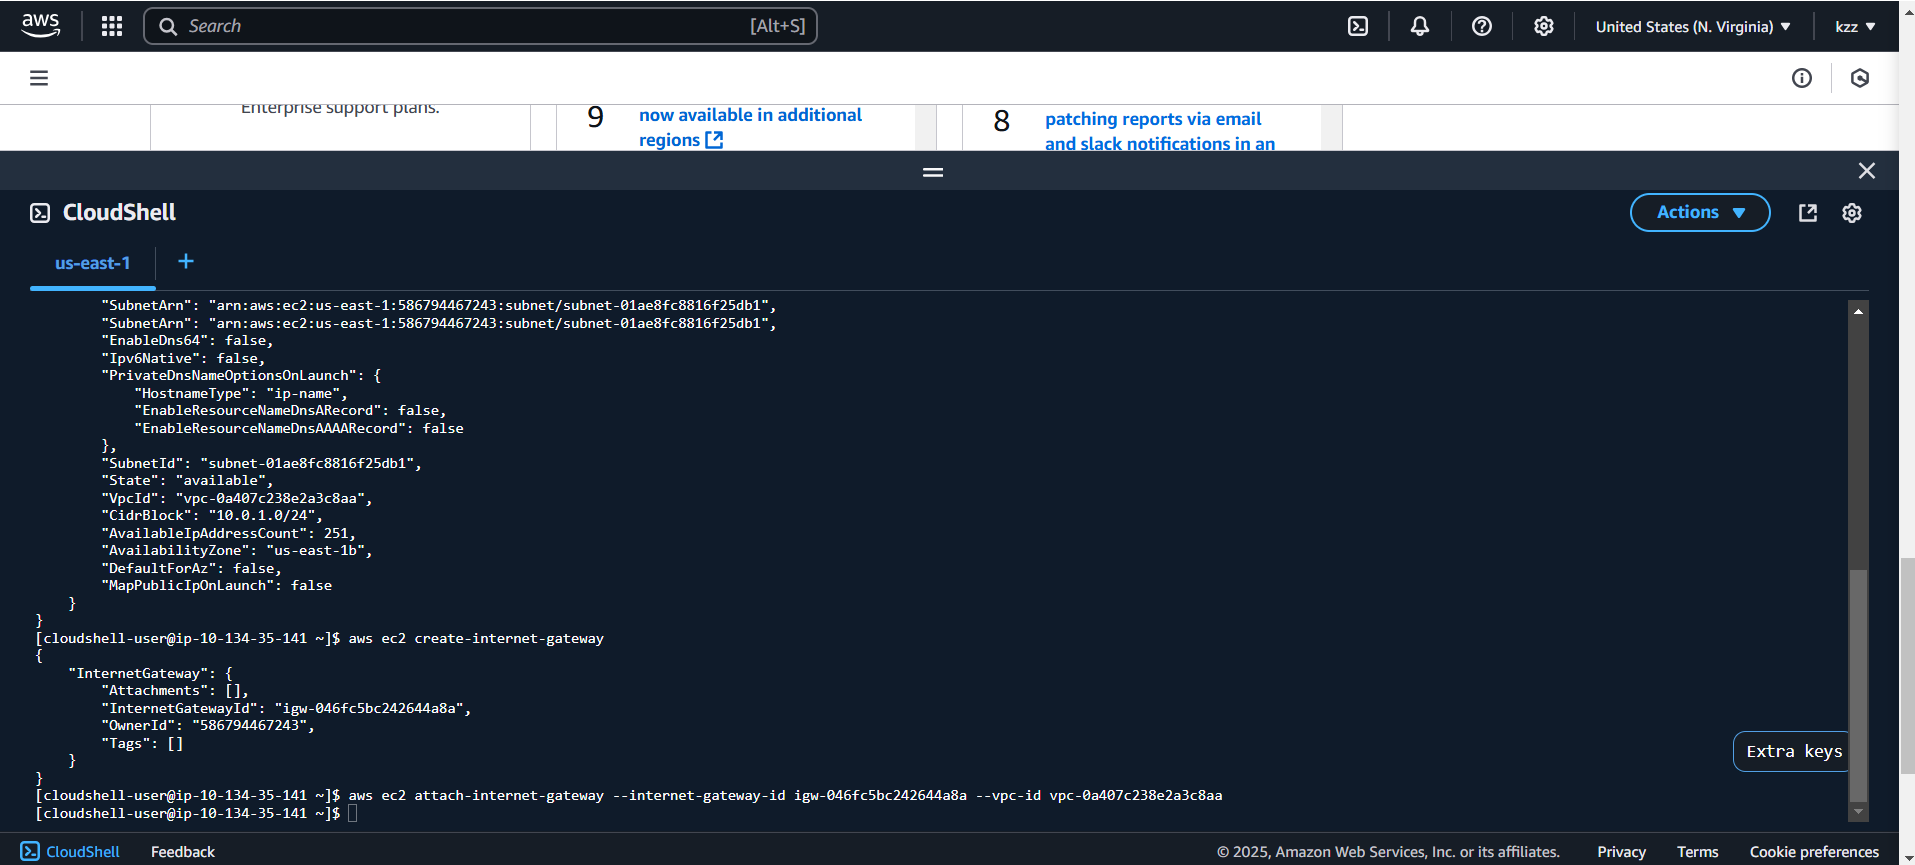 aws
Search
[Alt+S]
United States (N. Virginia)
kzz
Enterprise support plans.
9
now available in additional
regions
8
patching reports via email
and slack notifications in an
CloudShell
Actions
us-east-1
+
"SubnetArn": "arn:aws:ec2:us-east-1:586794467243:subnet/subnet-01ae8fc8816f25db1",
"SubnetArn": "arn:aws:ec2:us-east-1:586794467243:subnet/subnet-01ae8fc8816f25db1",
"EnableDns64": false,
"Ipv6Native": false,
"PrivateDnsNameOptionsOnLaunch": {
"HostnameType": "ip-name",
"EnableResourceNameDnsARecord": false,
"EnableResourceNameDnsAAAARecord": false
},
"SubnetId": "subnet-01ae8fc8816f25db1",
"State": "available",
"VpcId": "vpc-0a407c238e2a3c8aa",
"CidrBlock": "10.0.1.0/24",
"AvailableIpAddressCount": 251,
"AvailabilityZone": "us-east-1b",
"DefaultForAz": false,
"MapPublicIpOnLaunch": false
}
}
[cloudshell-user@ip-10-134-35-141 ~]$ aws ec2 create-internet-gateway
{
"InternetGateway": {
"Attachments": [],
"InternetGatewayId": "igw-046fc5bc242644a8a",
"OwnerId": "586794467243",
"Tags": []
}
}
Extra keys
[cloudshell-user@ip-10-134-35-141 ~]$ aws ec2 attach-internet-gateway --internet-gateway-id igw-046fc5bc242644a8a --vpc-id vpc-0a407c238e2a3c8aa
[cloudshell-user@ip-10-134-35-141 ~]$
CloudShell
Feedback
© 2025, Amazon Web Services, Inc. or its affiliates.
Privacy
Terms
Cookie preferences